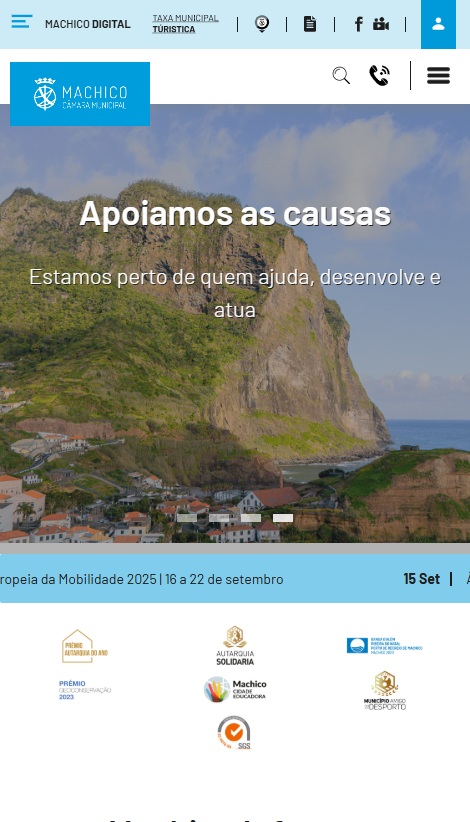 MACHICO DIGITAL
TAXA MUNICIPAL
TÚRISTICA
MACHICO
CÂMARA MUNICIPAL
Apoiamos as causas
Estamos perto de quem ajuda, desenvolve e
atua
ropeia da Mobilidade 2025 | 16 a 22 de setembro
15 Set
PRÉMIO
AUTARQUIA DO ANO
AUTARQUIA
SOLIDÁRIA
PRÉMIO
GEOCONSERVAÇÃO
2023
Machico
CIDADE
EDUCADORA
MUNICÍPIO AMIGO
DO DESPORTO
SGS